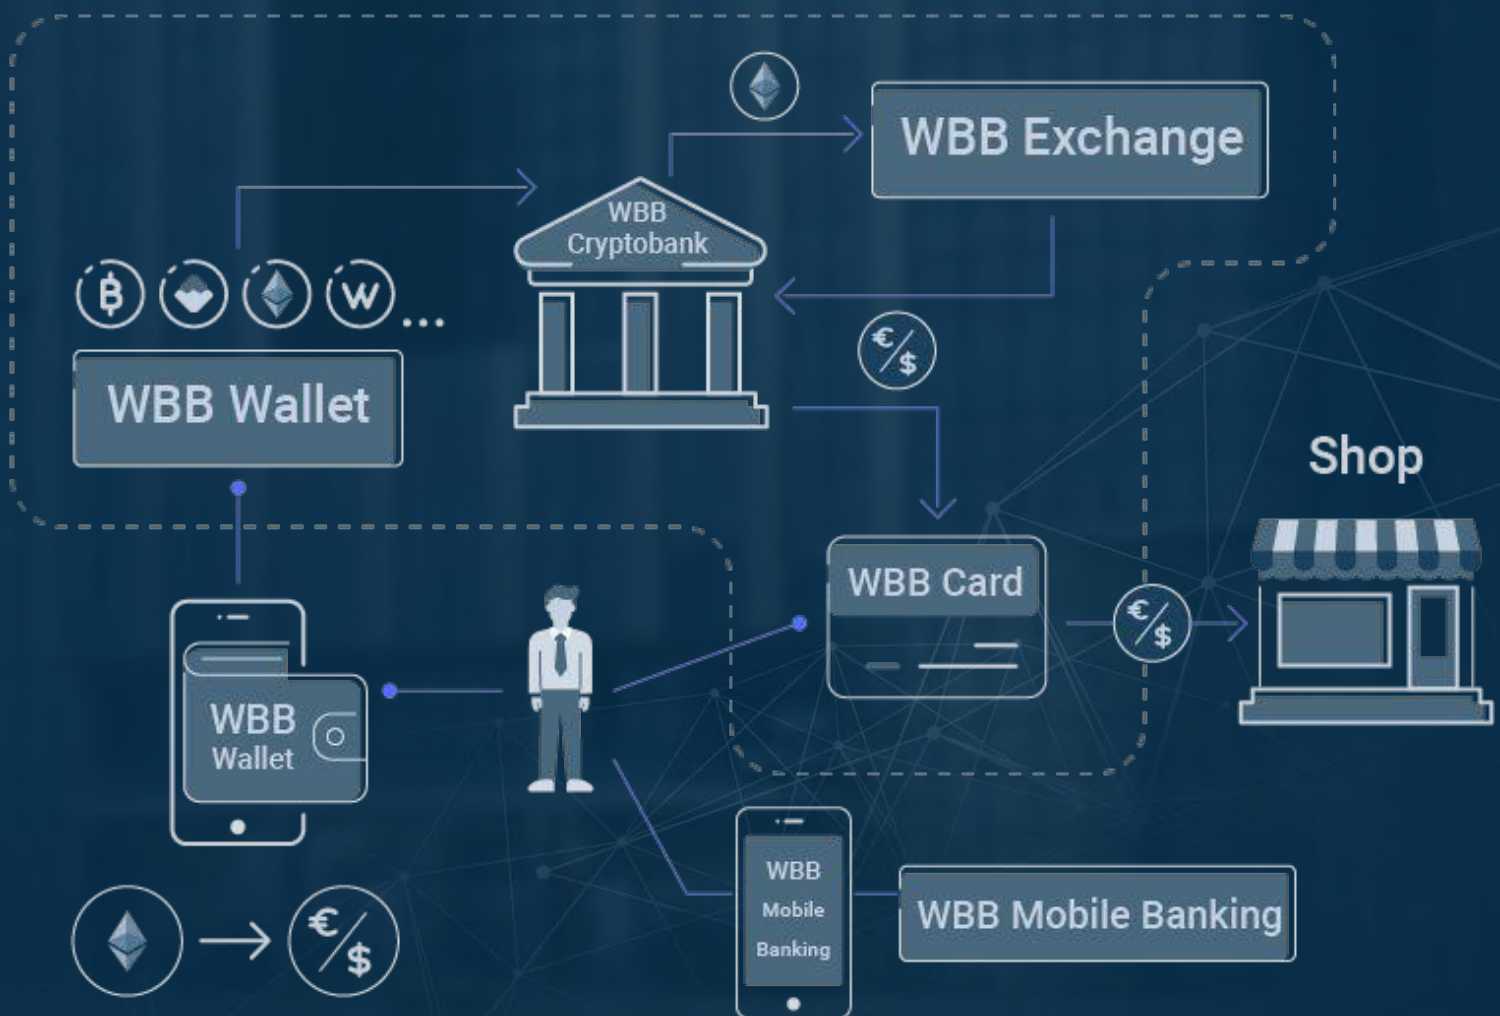 WBB Exchange
WBB
Cryptobank
WBB Wallet
€/$
Shop
WBB Card
€/$
WBB
Wallet
WBB
Mobile
Banking
WBB Mobile Banking
€/$